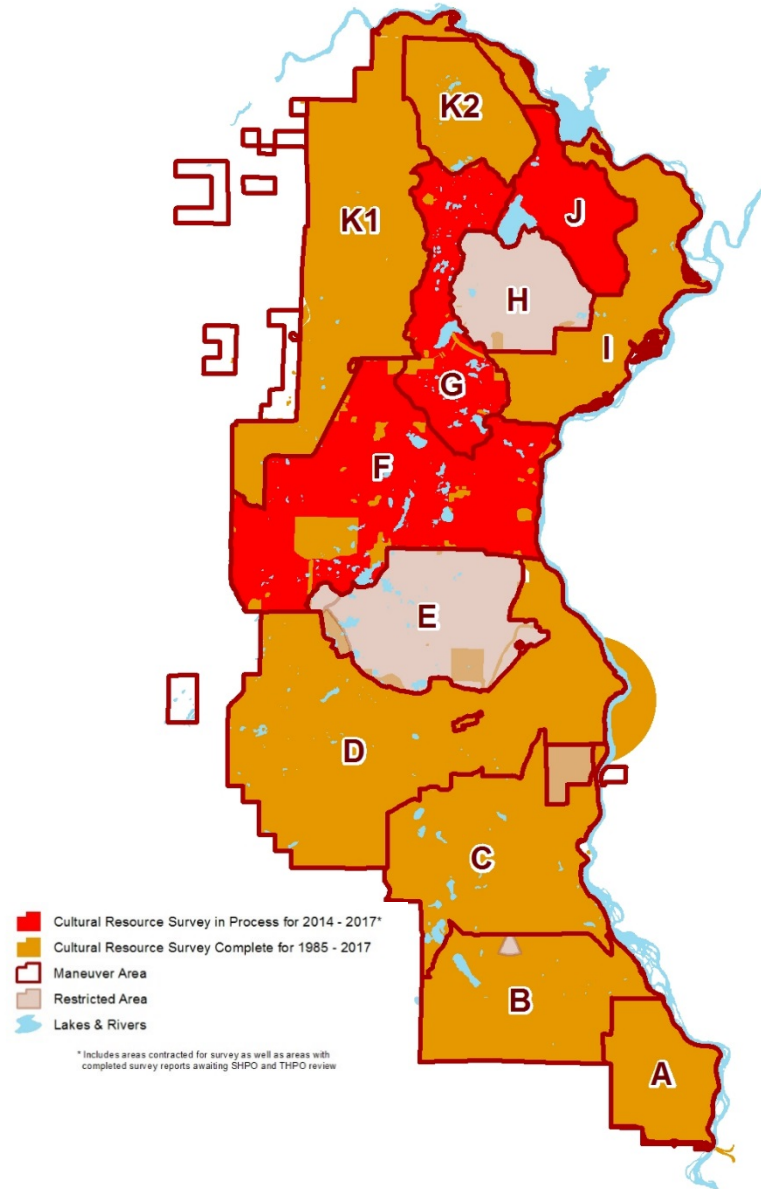 K2
J
K1
H
I
G
F
E
D
C
B
A
Cultural Resource Survey in Process for 2014 - 2017*
Cultural Resource Survey Complete for 1985 - 2017
Maneuver Area
Restricted Area
Lakes & Rivers
* Includes areas contracted for survey as well as areas with
completed survey reports awaiting SHPO and THPO review